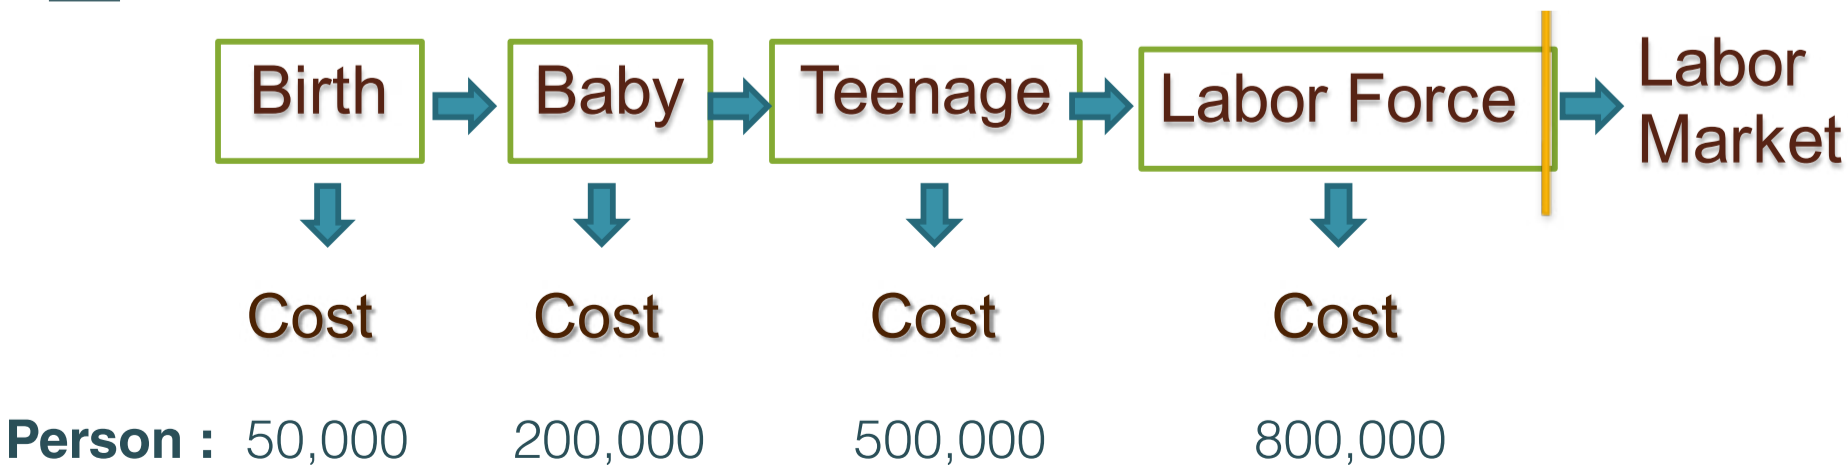 Birth Baby Teenage Labor Force Labor
Market
Cost Cost Cost Cost
Person : 50,000 200,000 500,000 800,000